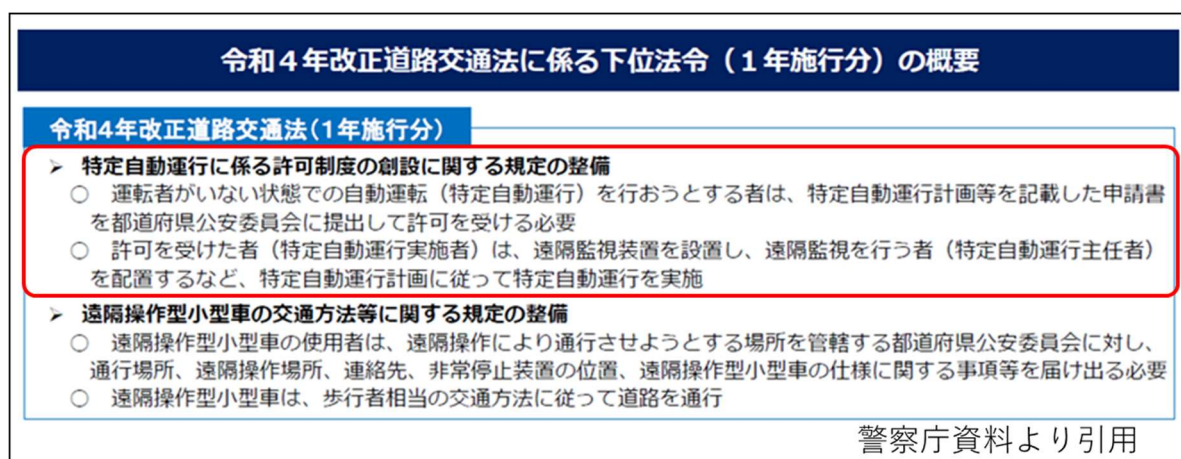 令和４年改正道路交通法に係る下位法令（１年施行分）の概要
令和4年改正道路交通法（1年施行分）
➢ 特定自動運行に係る許可制度の創設に関する規定の整備
○ 運転者がいない状態での自動運転（特定自動運行）を行おうとする者は、特定自動運行計画等を記載した申請書
を都道府県公安委員会に提出して許可を受ける必要
○ 許可を受けた者（特定自動運行実施者）は、遠隔監視装置を設置し、遠隔監視を行う者（特定自動運行主任者）
を配置するなど、特定自動運行計画に従って特定自動運行を実施
➢ 遠隔操作型小型車の交通方法等に関する規定の整備
○ 遠隔操作型小型車の使用者は、遠隔操作により通行させようとする場所を管轄する都道府県公安委員会に対し、
通行場所、遠隔操作場所、連絡先、非常停止装置の位置、遠隔操作型小型車の仕様に関する事項等を届け出る必要
○ 遠隔操作型小型車は、歩行者相当の交通方法に従って道路を通行
警察庁資料より引用